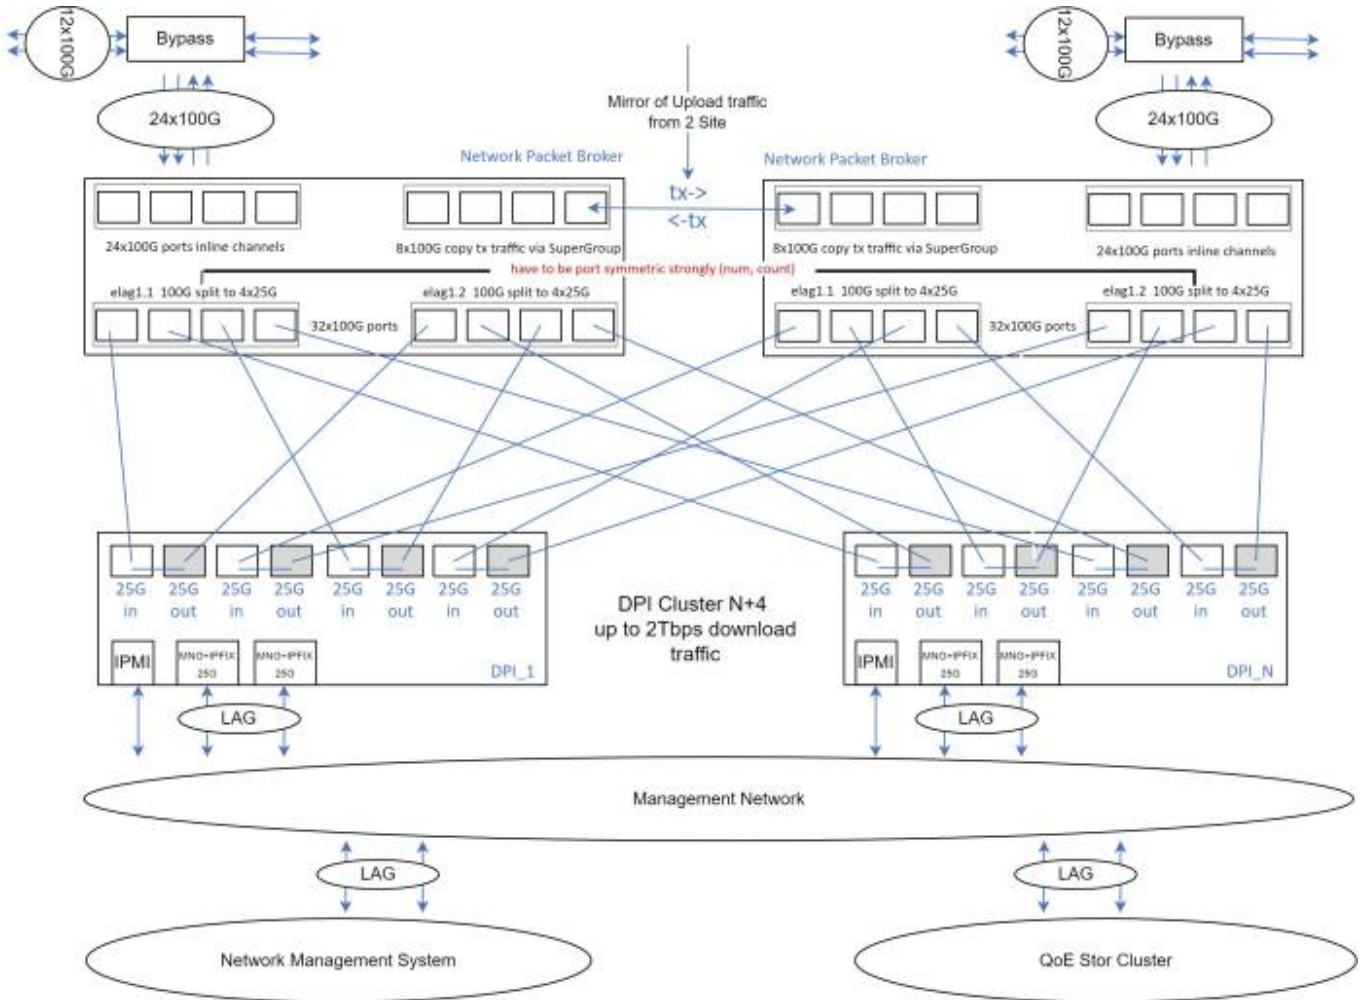 12x100G
Bypass
12x100G
Bypass
24x100G
24x100G
Mirror of Upload traffic
from 2 Site
Network Packet Broker
Network Packet Broker
tx->
<-tx
24x100G ports inline channels
8x100G copy tx traffic via SuperGroup
8x100G copy tx traffic via SuperGroup
24x100G ports inline channels
have to be port symmetric strongly (num, count)
elag1.1 100G split to 4x25G
elag1.2 100G split to 4x25G
elag1.1 100G split to 4x25G
elag1.2 100G split to 4x25G
32x100G ports
32x100G ports
25G 25G 25G 25G 25G 25G 25G 25G
in out in out in out in out
25G 25G 25G 25G 25G 25G 25G 25G
in out in out in out in out
DPI Cluster N+4
up to 2Tbps download
traffic
IPMI
MNG+IPFIX
25G
MNG+IPFIX
25G
DPI_1
IPMI
MNG+IPFIX
25G
MNG+IPFIX
25G
DPI_N
LAG
LAG
Management Network
LAG
LAG
Network Management System
QoE Stor Cluster